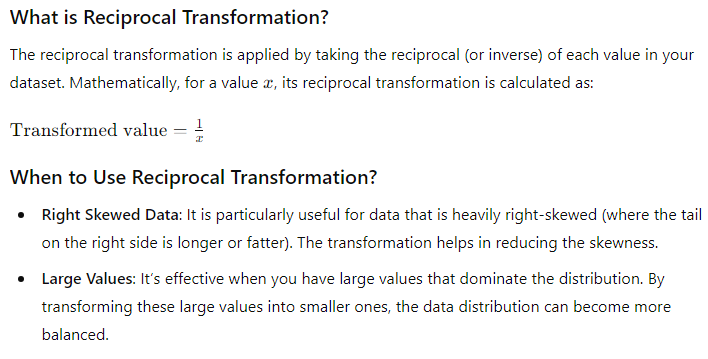 What is Reciprocal Transformation?
The reciprocal transformation is applied by taking the reciprocal (or inverse) of each value in your
dataset. Mathematically, for a value x, its reciprocal transformation is calculated as:
Transformed value = 1/x
When to Use Reciprocal Transformation?
• Right Skewed Data: It is particularly useful for data that is heavily right-skewed (where the tail
on the right side is longer or fatter). The transformation helps in reducing the skewness.
• Large Values: It's effective when you have large values that dominate the distribution. By
transforming these large values into smaller ones, the data distribution can become more
balanced.